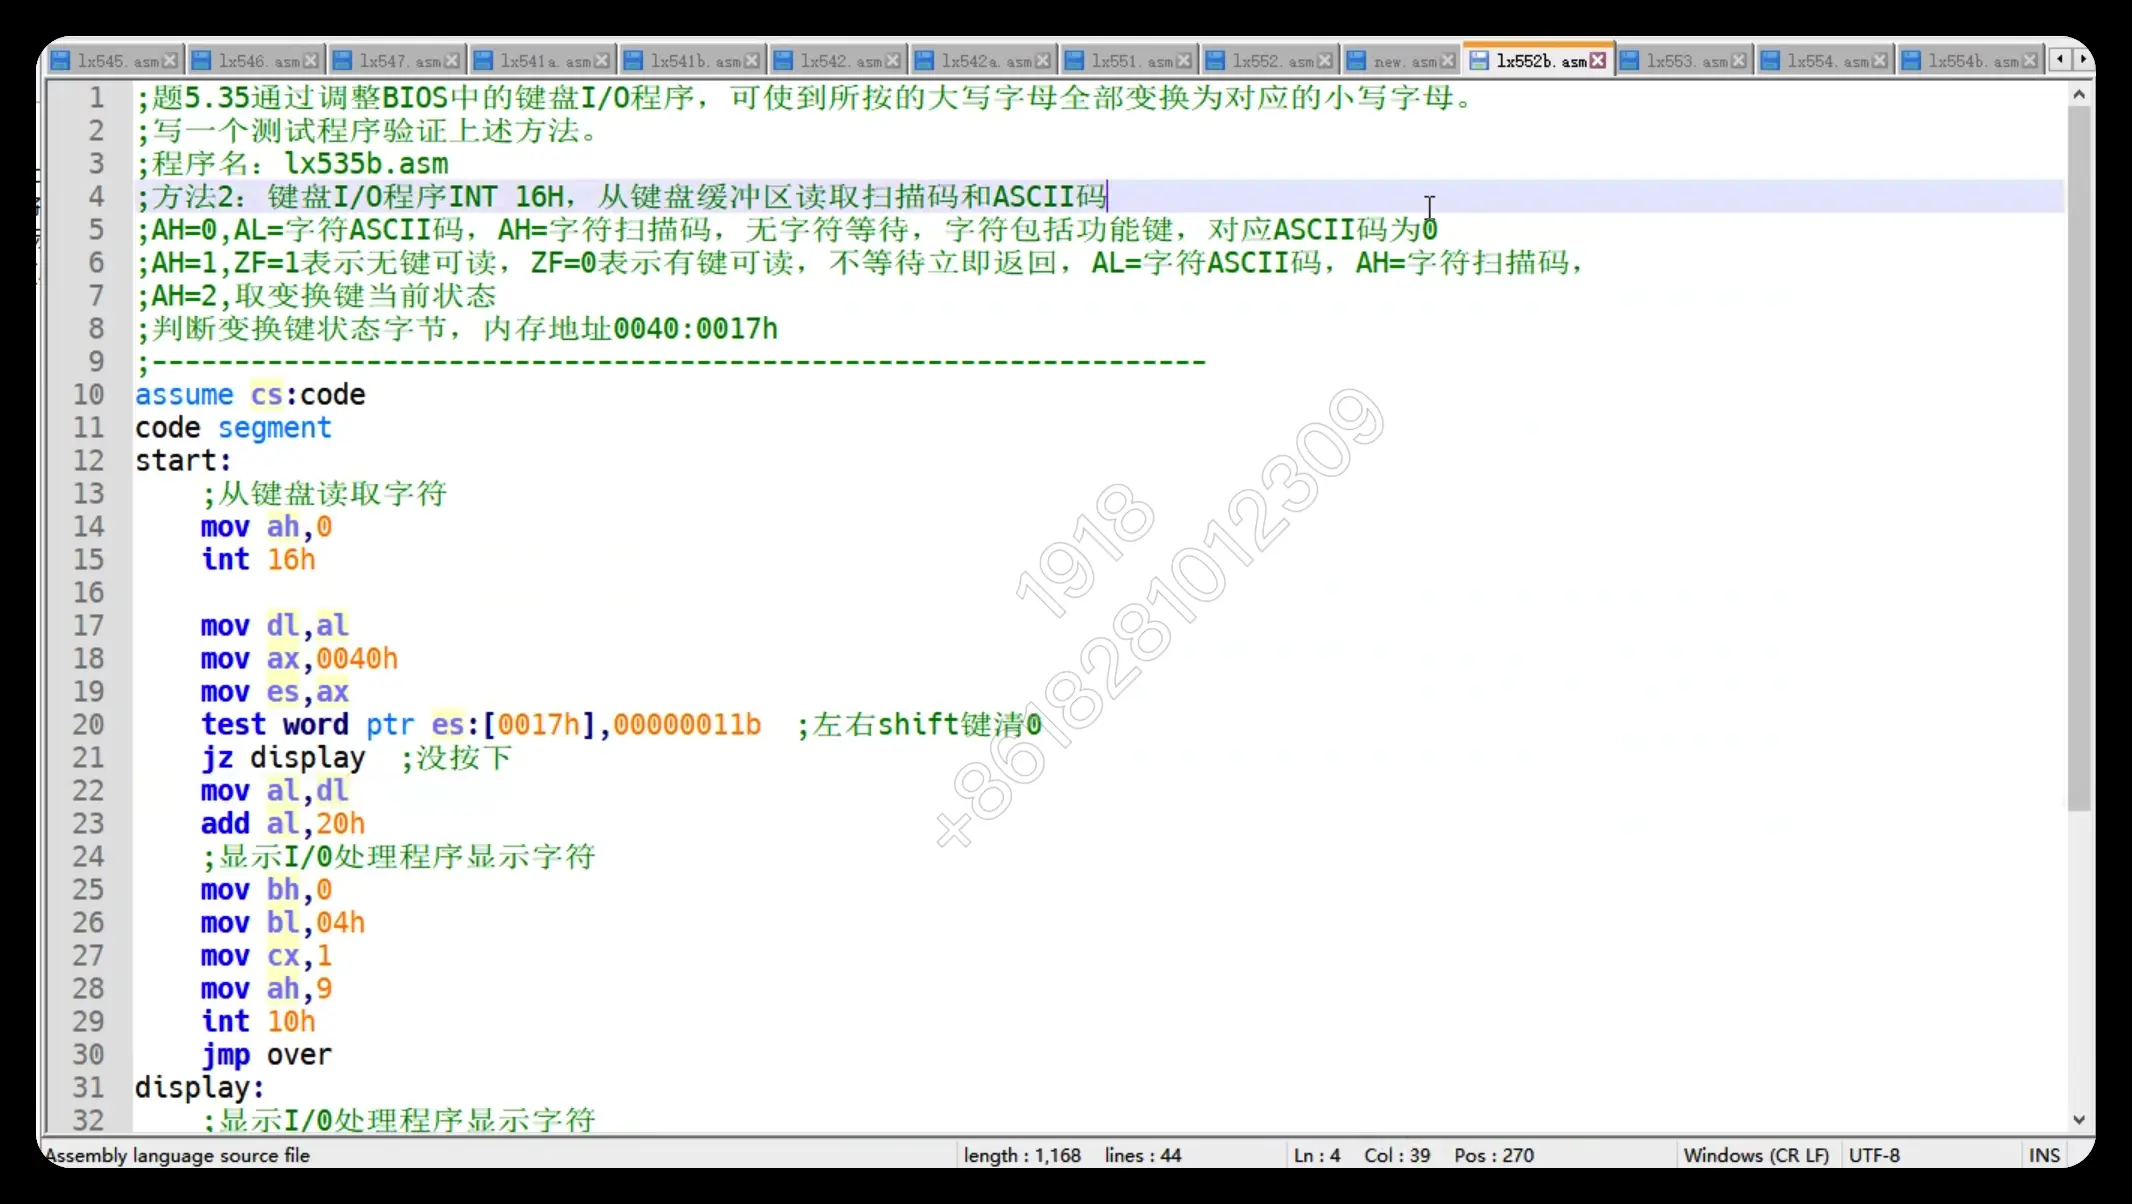 lx545.asm lx546.asm lx547.asm lx541a.asm lx541b.asm lx542.asm lx542a.asm lx551.asm lx552.asm new.asm lx552b.asm lx553.asm lx554.asm lx554b.asm
1 ;题5.35通过调整BIOS中的键盘I/O程序，可使到所按的大写字母全部变换为对应的小写字母。
2 ;写一个测试程序验证上述方法。
3 ;程序名：lx535b.asm
4 ;方法2：键盘I/O程序INT 16H，从键盘缓冲区读取扫描码和ASCII码
5 ;AH=0,AL=字符ASCII码，AH=字符扫描码，无字符等待，字符包括功能键，对应ASCII码为0
6 ;AH=1,ZF=1表示无键可读，ZF=0表示有键可读，不等待立即返回，AL=字符ASCII码，AH=字符扫描码，
7 ;AH=2,取变换键当前状态
8 ;判断变换键状态字节，内存地址0040:0017h
9 ;----------------------------------------------------------------
10 assume cs:code
11 code segment
12 start:
13 ;从键盘读取字符
14 mov ah,0
15 int 16h
16
17 mov dl,al
18 mov ax,0040h
19 mov es,ax
20 test word ptr es:[0017h],00000011b ;左右shift键清0
21 jz display ;没按下
22 mov al,dl
23 add al,20h
24 ;显示I/0处理程序显示字符
25 mov bh,0
26 mov bl,04h
27 mov cx,1
28 mov ah,9
29 int 10h
30 jmp over
31 display:
32 ;显示I/0处理程序显示字符
1918
+8618281012309
Assembly language source file length : 1,168 lines : 44 Ln : 4 Col : 39 Pos : 270 Windows (CR LF) UTF-8 INS